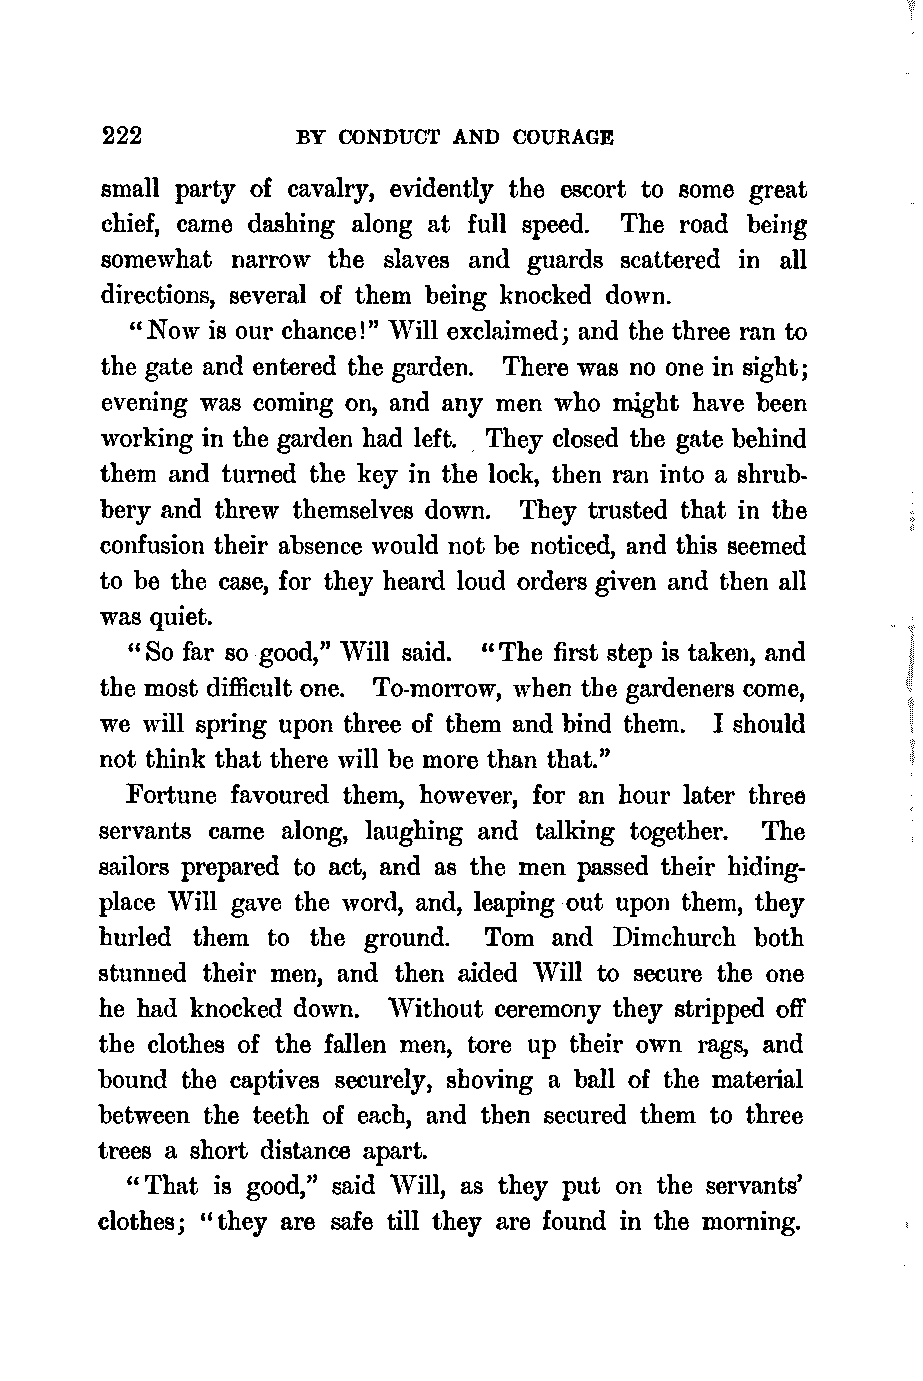 222 BY CONDUCT AND COURAGE
small party of cavalry, evidently the escort to some great
chief, came dashing along at full speed. The road being
somewhat narrow the slaves and guards scattered in all
directions, several of them being knocked down.
"Now is our chance!" Will exclaimed; and the three ran to
the gate and entered the garden. There was no one in sight;
evening was coming on, and any men who might have been
working in the garden had left. They closed the gate behind
them and turned the key in the lock, then ran into a shrub-
bery and threw themselves down. They trusted that in the
confusion their absence would not be noticed, and this seemed
to be the case, for they heard loud orders given and then all
was quiet.
"So far so good," Will said. "The first step is taken, and
the most difficult one. To-morrow, when the gardeners come,
we will spring upon three of them and bind them. I should
not think that there will be more than that."
Fortune favoured them, however, for an hour later three
servants came along, laughing and talking together. The
sailors prepared to act, and as the men passed their hiding-
place Will gave the word, and, leaping out upon them, they
hurled them to the ground. Tom and Dimchurch both
stunned their men, and then aided Will to secure the one
he had knocked down. Without ceremony they stripped off
the clothes of the fallen men, tore up their own rags, and
bound the captives securely, shoving a ball of the material
between the teeth of each, and then secured them to three
trees a short distance apart.
"That is good," said Will, as they put on the servants'
clothes; "they are safe till they are found in the morning.